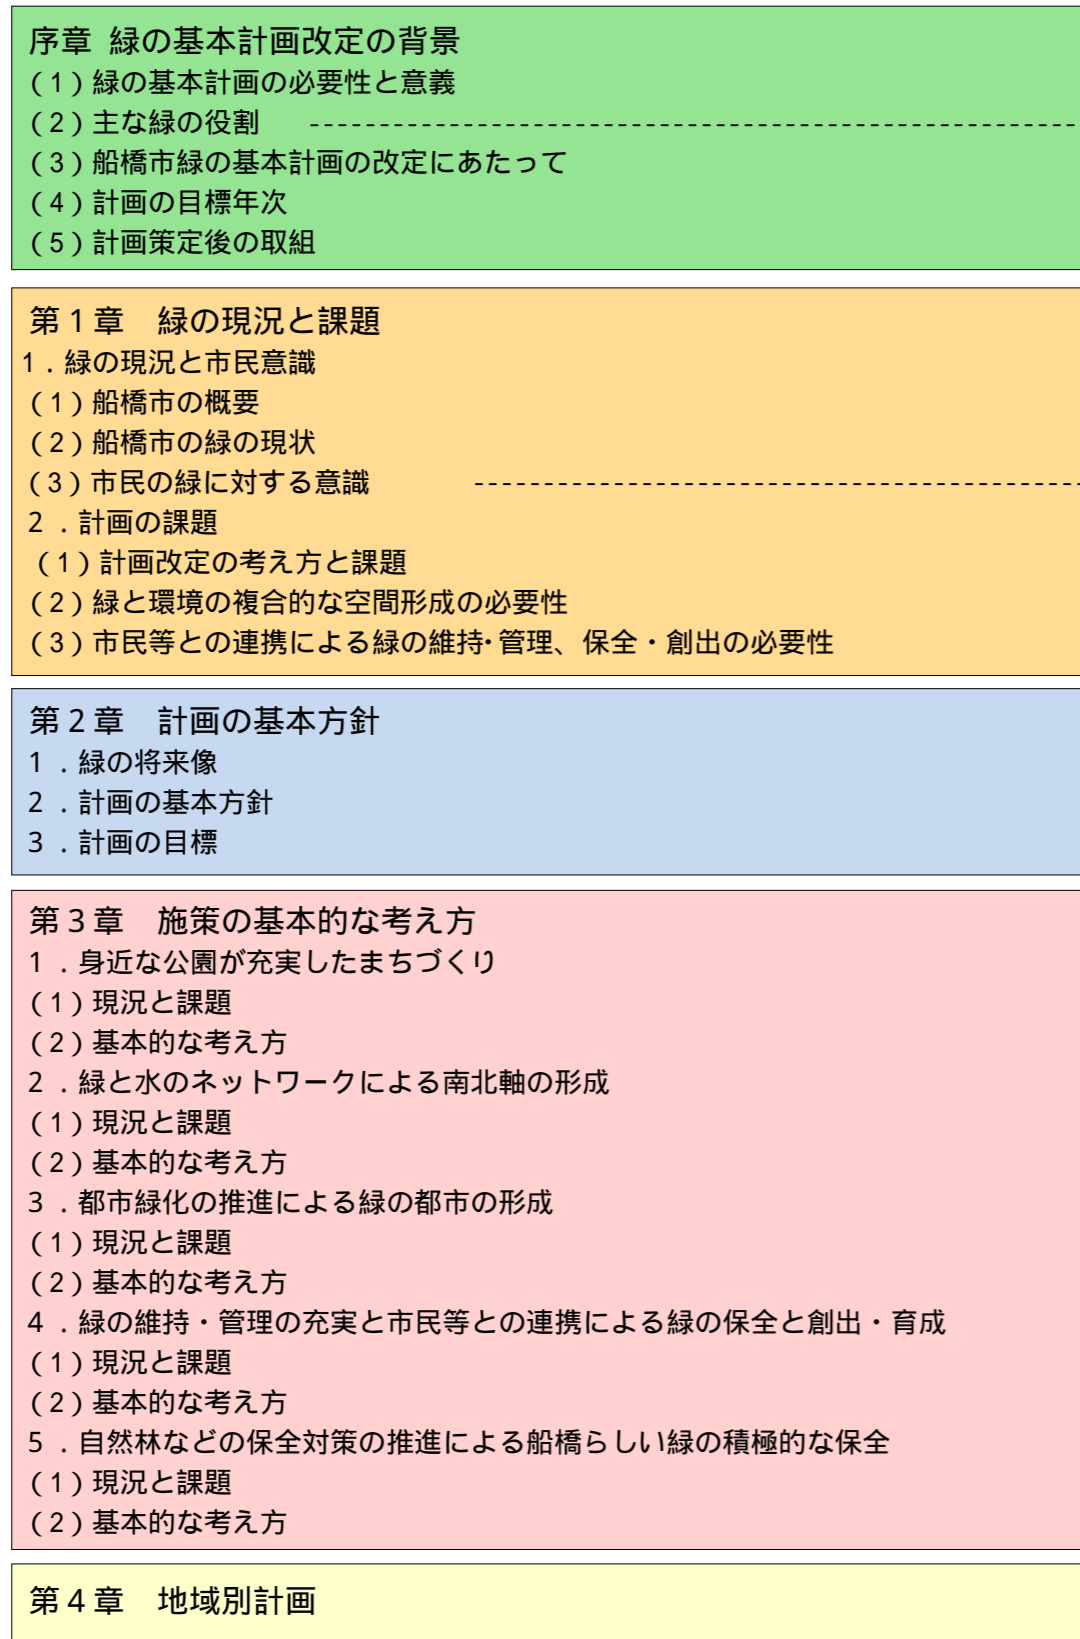 序章 緑の基本計画改定の背景
（1）緑の基本計画の必要性と意義
（2）主な緑の役割 -------------------------------------------------------
（3）船橋市緑の基本計画の改定にあたって
（4）計画の目標年次
（5）計画策定後の取組
第１章　緑の現況と課題
1．緑の現況と市民意識
（1）船橋市の概要
（2）船橋市の緑の現状
（3）市民の緑に対する意識 --------------------------------------------
2．計画の課題
（1）計画改定の考え方と課題
（2）緑と環境の複合的な空間形成の必要性
（3）市民等との連携による緑の維持・管理、保全・創出の必要性
第２章　計画の基本方針
1．緑の将来像
2．計画の基本方針
3．計画の目標
第３章　施策の基本的な考え方
1．身近な公園が充実したまちづくり
（1）現況と課題
（2）基本的な考え方
2．緑と水のネットワークによる南北軸の形成
（1）現況と課題
（2）基本的な考え方
3．都市緑化の推進による緑の都市の形成
（1）現況と課題
（2）基本的な考え方
4．緑の維持・管理の充実と市民等との連携による緑の保全と創出・育成
（1）現況と課題
（2）基本的な考え方
5．自然林などの保全対策の推進による船橋らしい緑の積極的な保全
（1）現況と課題
（2）基本的な考え方
第４章　地域別計画